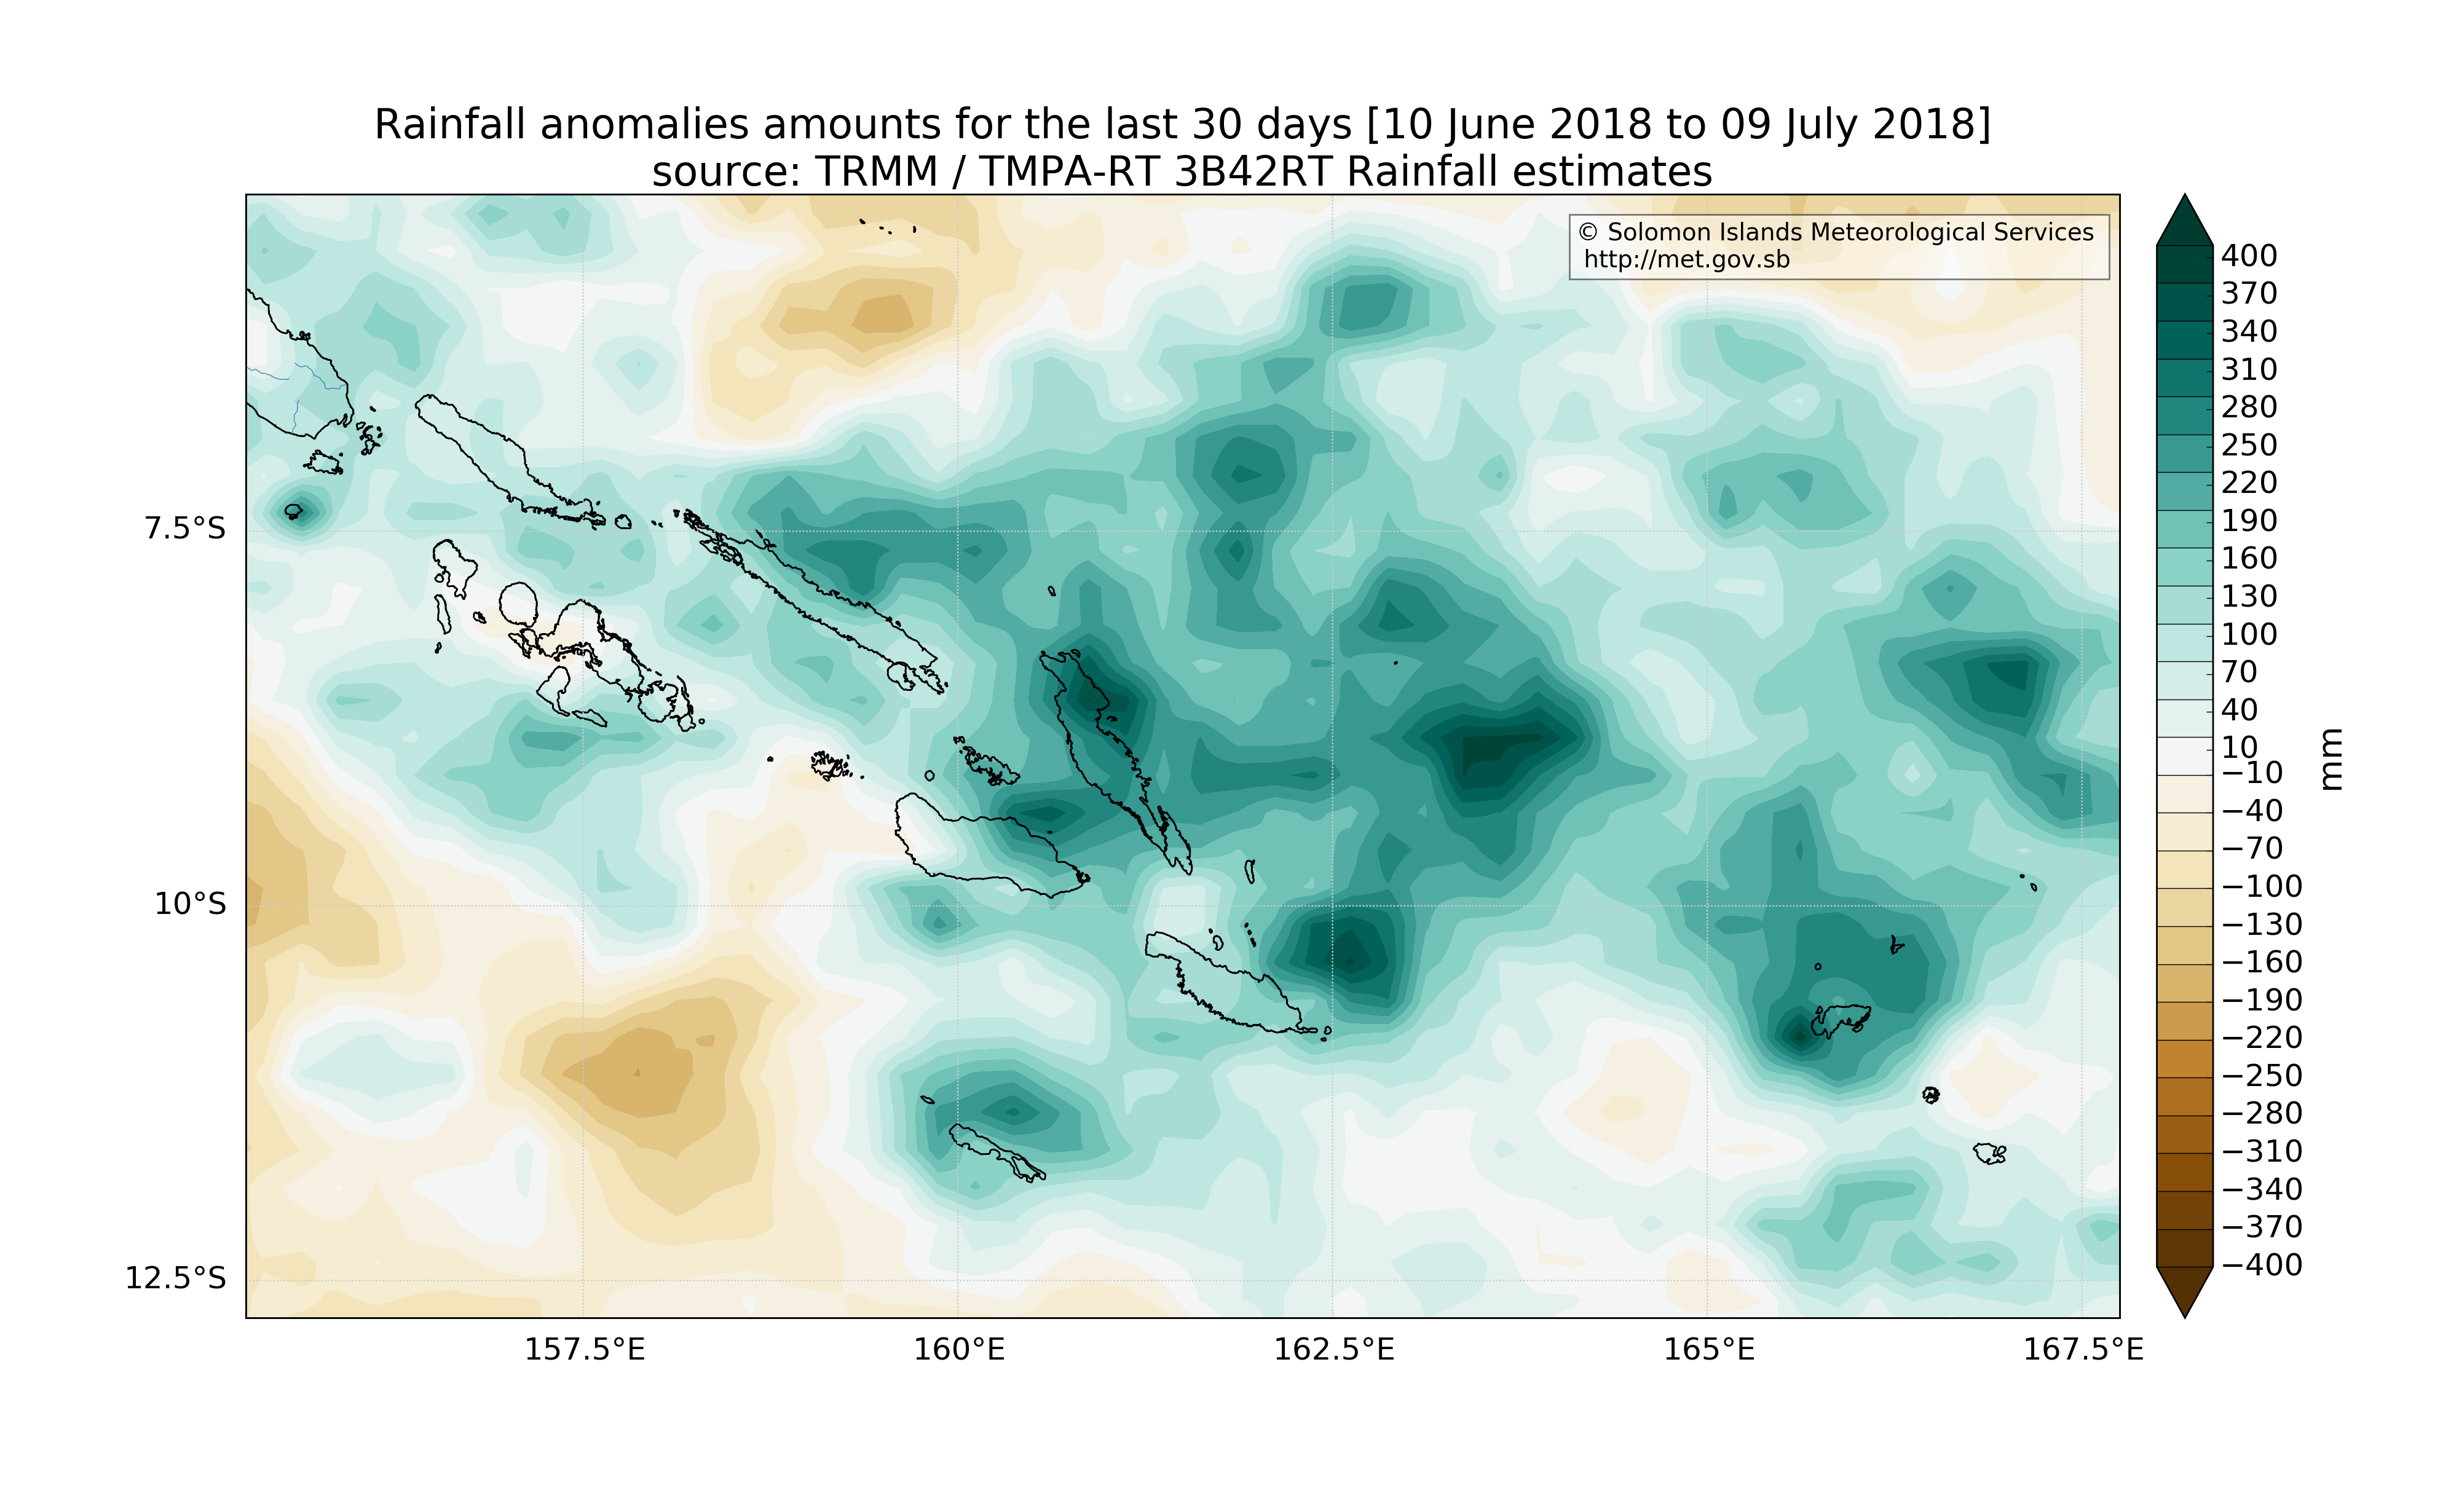 Rainfall anomalies amounts for the last 30 days [10 June 2018 to 09 July 2018]
source: TRMM / TMPA-RT 3B42RT Rainfall estimates
© Solomon Islands Meteorological Services
http://met.gov.sb
7.5°S
10°S
12.5°S
157.5°E
160°E
162.5°E
165°E
167.5°E
400
370
340
310
280
250
220
190
160
130
100
70
40
10
−10
−40
−70
−100
−130
−160
−190
−220
−250
−280
−310
−340
−370
−400
mm